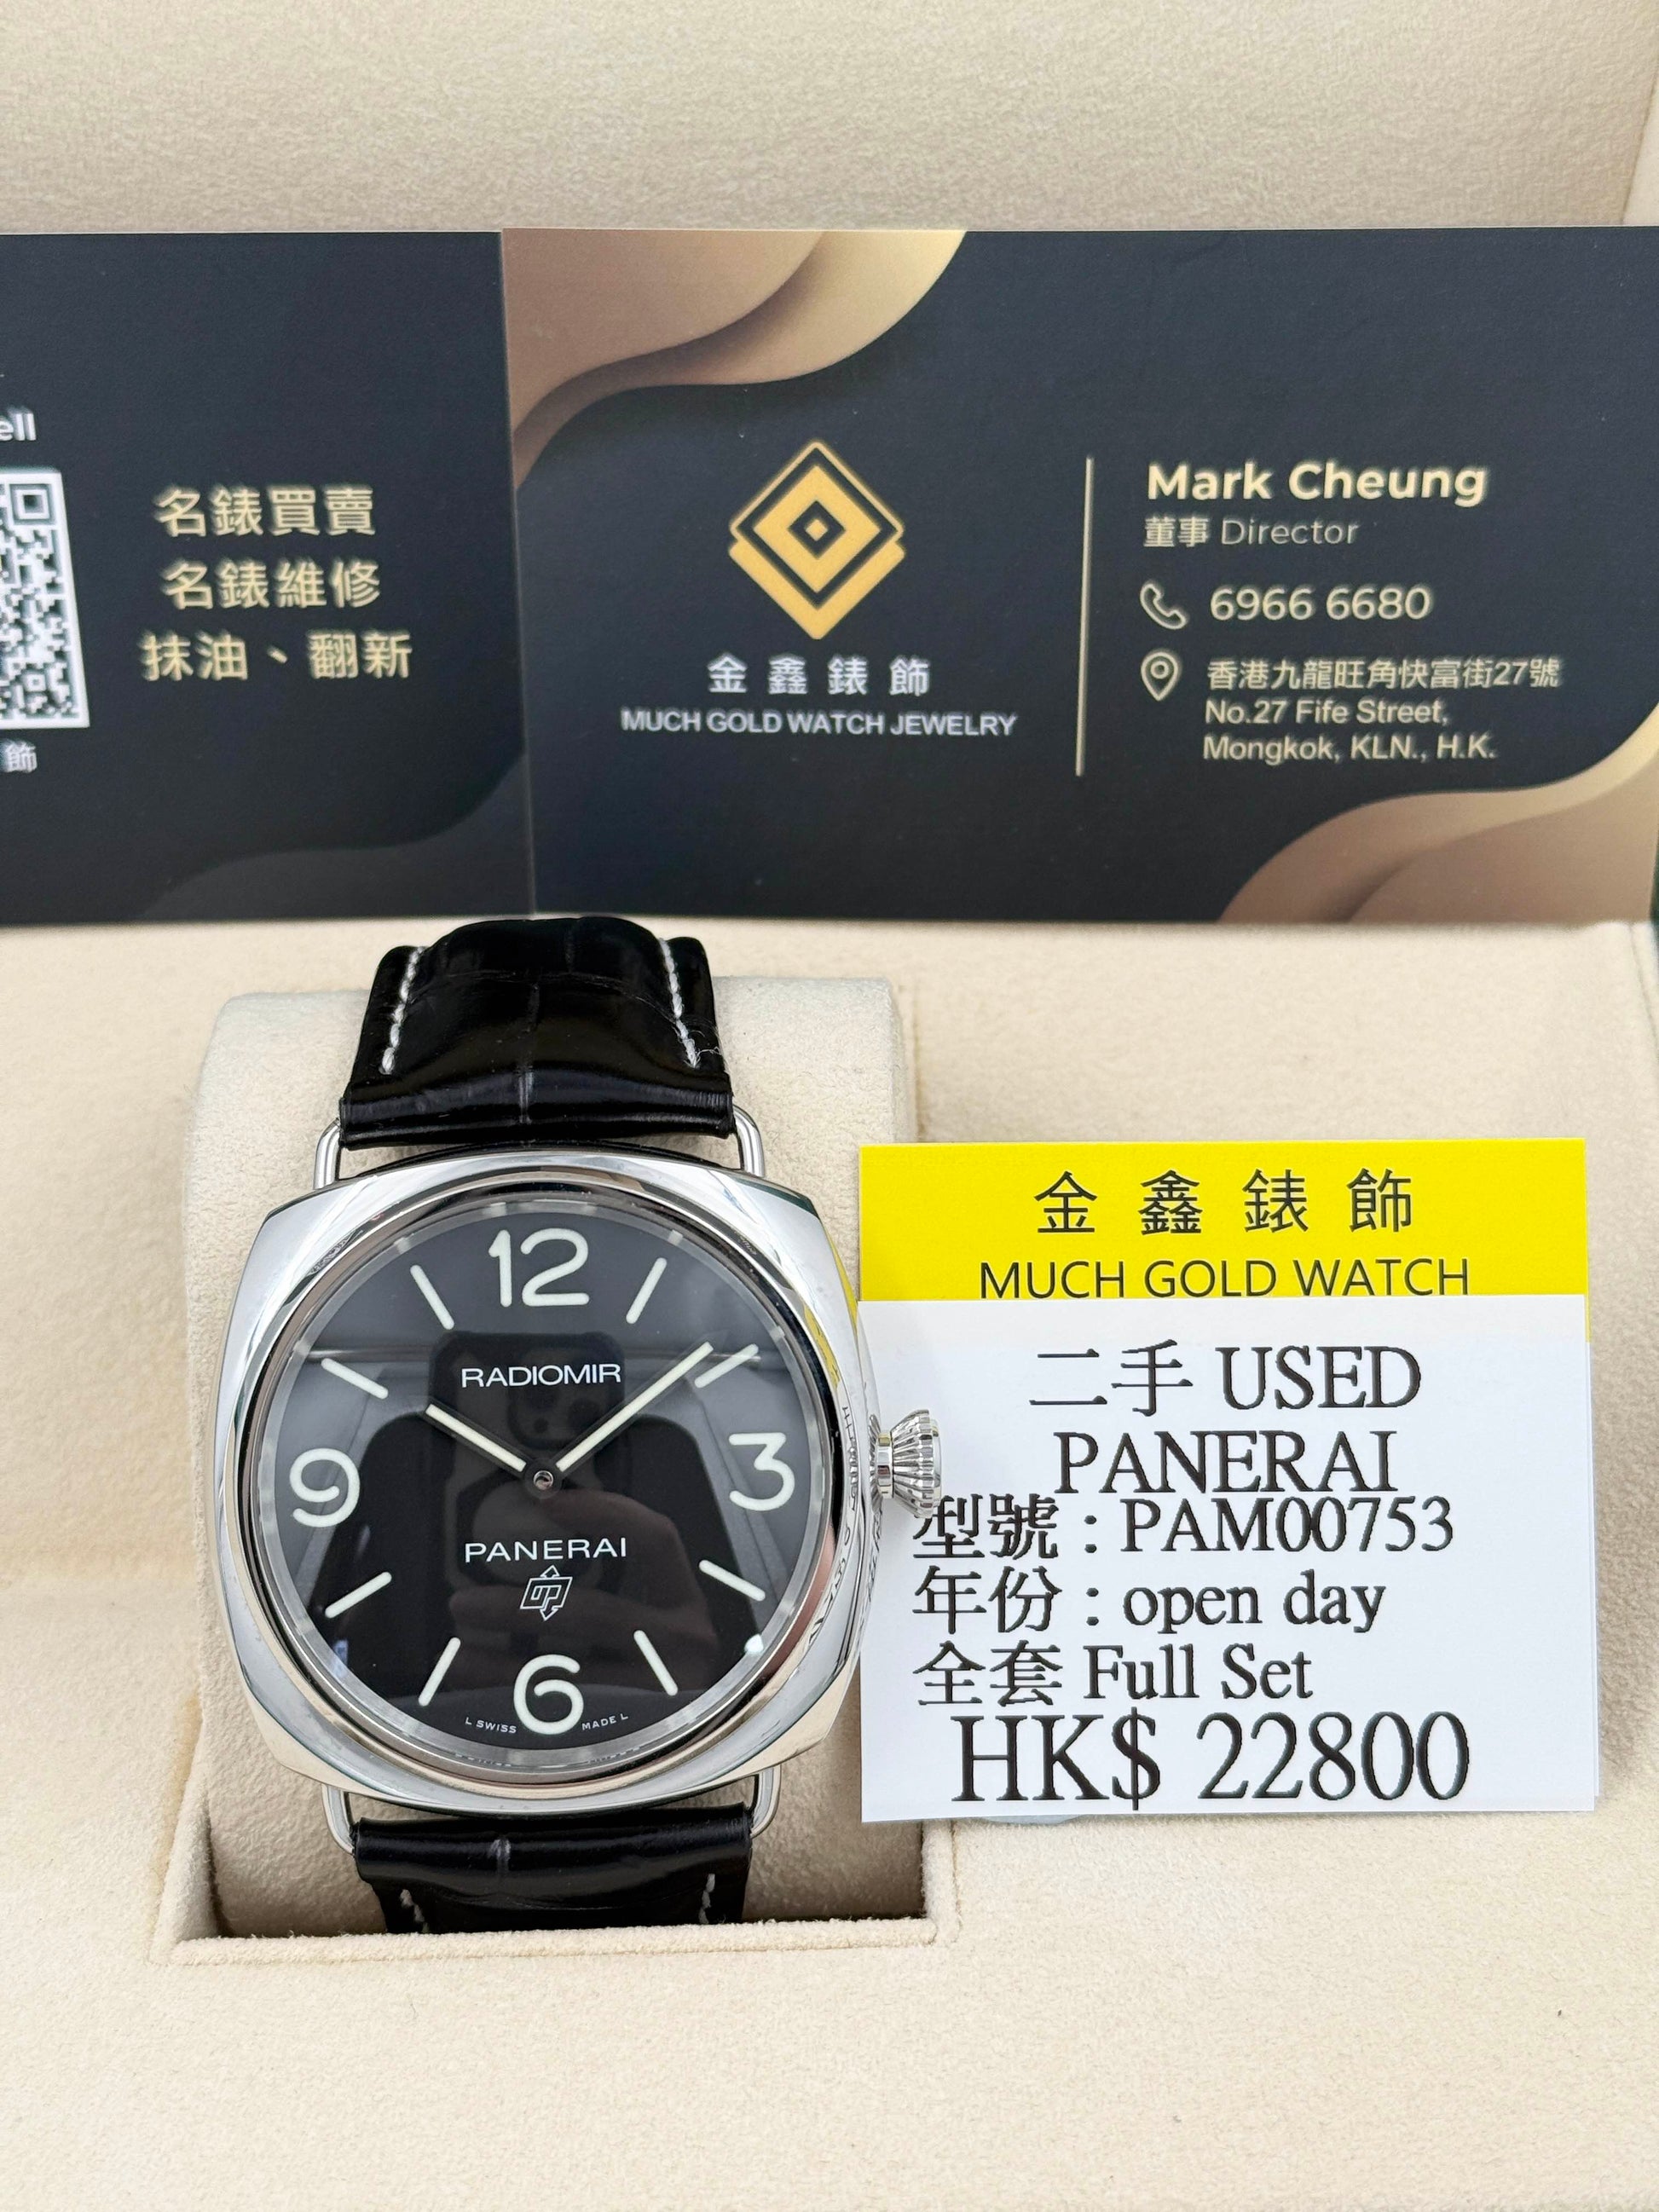 ell
名錶買賣
名錶維修
抹油、翻新
飾
金鑫錶飾
MUCH GOLD WATCH JEWELRY
Mark Cheung
董事 Director
6966 6680
香港九龍旺角快富街27號
No.27 Fife Street,
Mongkok, KLN., H.K.
12
RADIOMIR
9
3
PANERAI
OP
6
L SWISS
MADE L
金鑫錶飾
MUCH GOLD WATCH
二手 USED
PANERAI
型號：PAM00753
年份：open day
全套 Full Set
HK$ 22800